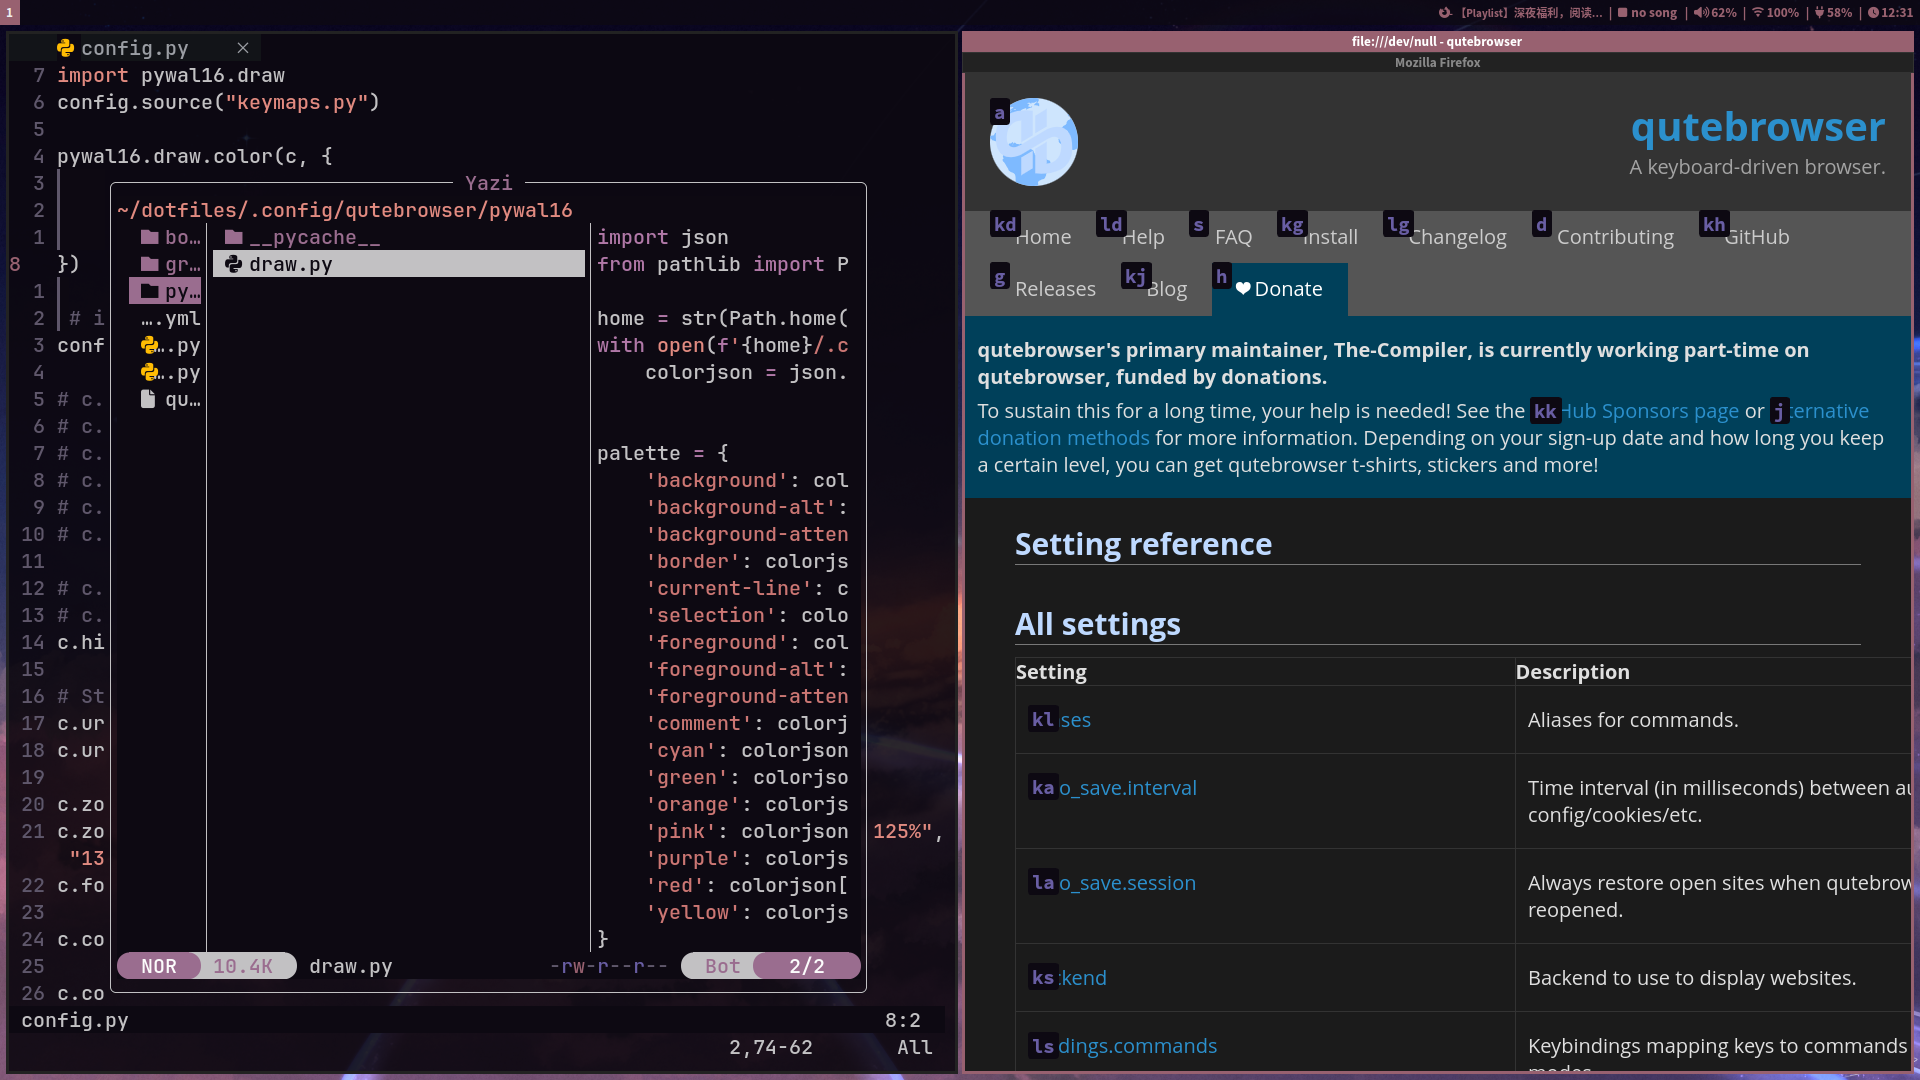 1
【Playlist】深夜福利，阅读... | no song | 62% | 100% | 58% | 12:31
config.py ×
7 import pywal16.draw
6 config.source("keymaps.py")
5
4 pywal16.draw.color(c, {
3
2
1
8 })
1
2 # i
3 conf
4
5 # c.
6 # c.
7 # c.
8 # c.
9 # c.
10 # c.
11
12 # c.
13 # c.
14 c.hi
15
16 # St
17 c.ur
18 c.ur
19
20 c.zo
21 c.zo 125%",
"13
22 c.fo
23
24 c.co
25
26 c.co
config.py 8:2
2,74-62 All
Yazi
~/dotfiles/.config/qutebrowser/pywal16
bo…
gr…
py…
….yml
….py
….py
qu…
__pycache__
draw.py
import json
from pathlib import P
home = str(Path.home(
with open(f'{home}/.c
colorjson = json.
palette = {
'background': col
'background-alt':
'background-atten
'border': colorjs
'current-line': c
'selection': colo
'foreground': col
'foreground-alt':
'foreground-atten
'comment': colorj
'cyan': colorjson
'green': colorjso
'orange': colorjs
'pink': colorjson
'purple': colorjs
'red': colorjson[
'yellow': colorjs
}
NOR 10.4K draw.py -rw-r--r-- Bot 2/2
file:///dev/null - qutebrowser
Mozilla Firefox
a
qutebrowser
A keyboard-driven browser.
kd Home ld Help s FAQ kg Install lg Changelog d Contributing kh GitHub
g Releases kj Blog h ❤ Donate
qutebrowser's primary maintainer, The-Compiler, is currently working part-time on
qutebrowser, funded by donations.
To sustain this for a long time, your help is needed! See the kk Hub Sponsors page or j ternative
donation methods for more information. Depending on your sign-up date and how long you keep
a certain level, you can get qutebrowser t-shirts, stickers and more!
Setting reference
All settings
Setting Description
kl ses Aliases for commands.
ka o_save.interval Time interval (in milliseconds) between au
config/cookies/etc.
la o_save.session Always restore open sites when qutebrow
reopened.
ks kend Backend to use to display websites.
ls dings.commands Keybindings mapping keys to commands
modes.